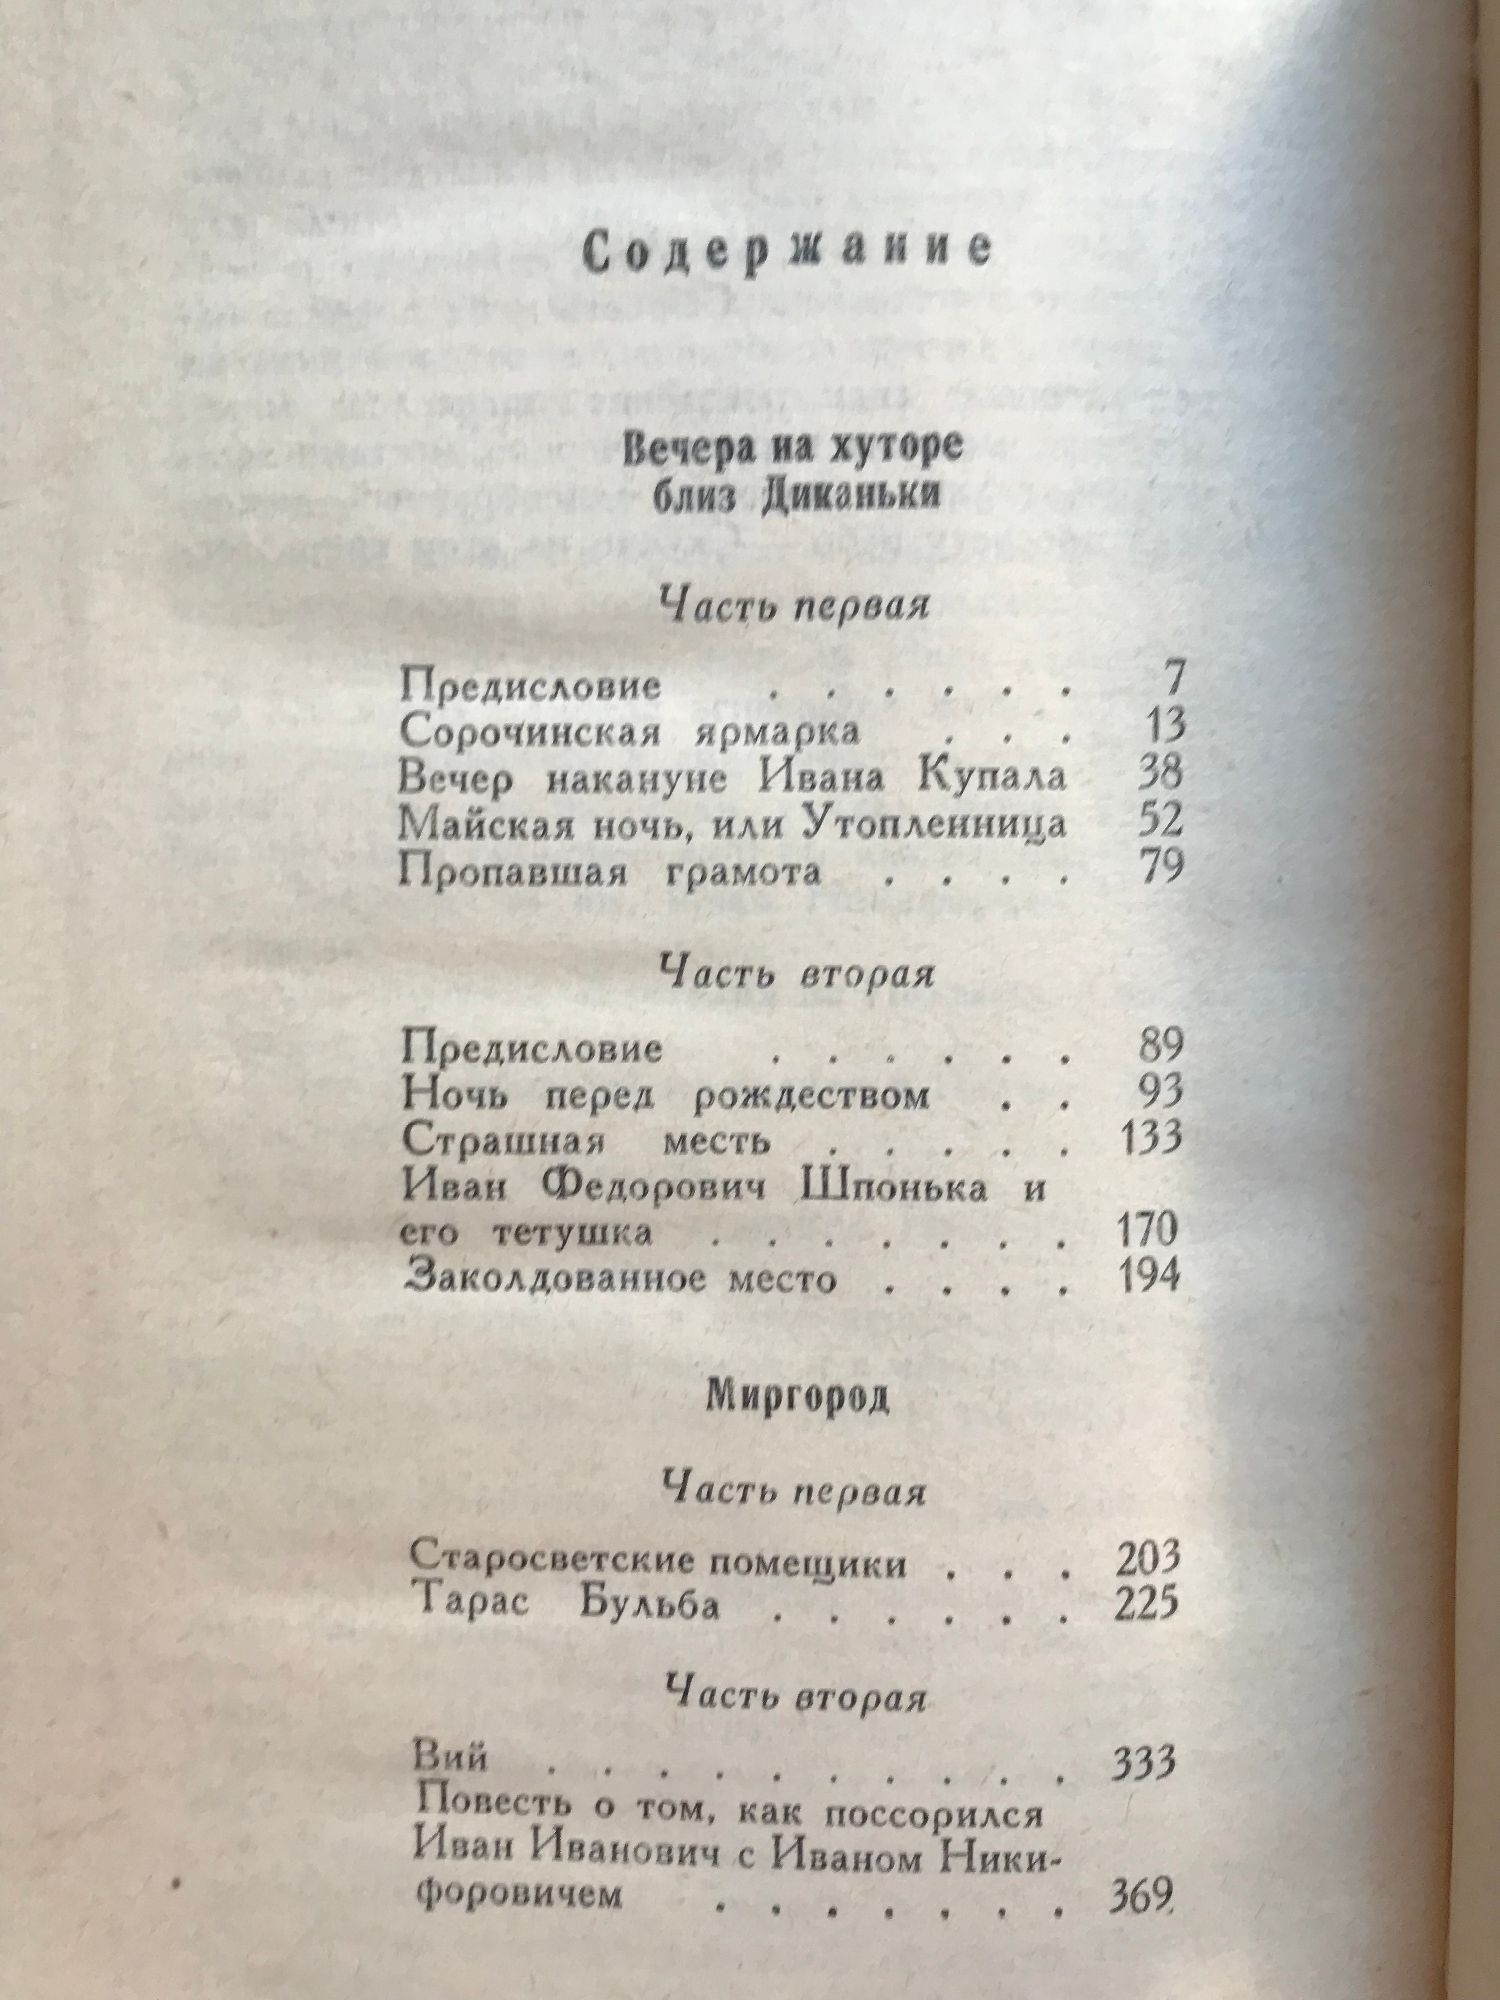 Содержание
Вечера на хуторе
близ Диканьки
Часть первая
Предисловие . . . . . . 7
Сорочинская ярмарка . . . 13
Вечер накануне Ивана Купала 38
Майская ночь, или Утопленница 52
Пропавшая грамота . . . . 79
Часть вторая
Предисловие . . . . . . 89
Ночь перед рождеством . . 93
Страшная месть . . . . . 133
Иван Федорович Шпонька и
его тетушка . . . . . . . 170
Заколдованное место . . . . 194
Миргород
Часть первая
Старосветские помещики . . . 203
Тарас Бульба . . . . . . 225
Часть вторая
Вий . . . . . . . . . . 333
Повесть о том, как поссорился
Иван Иванович с Иваном Ники-
форовичем . . . . . . . 369